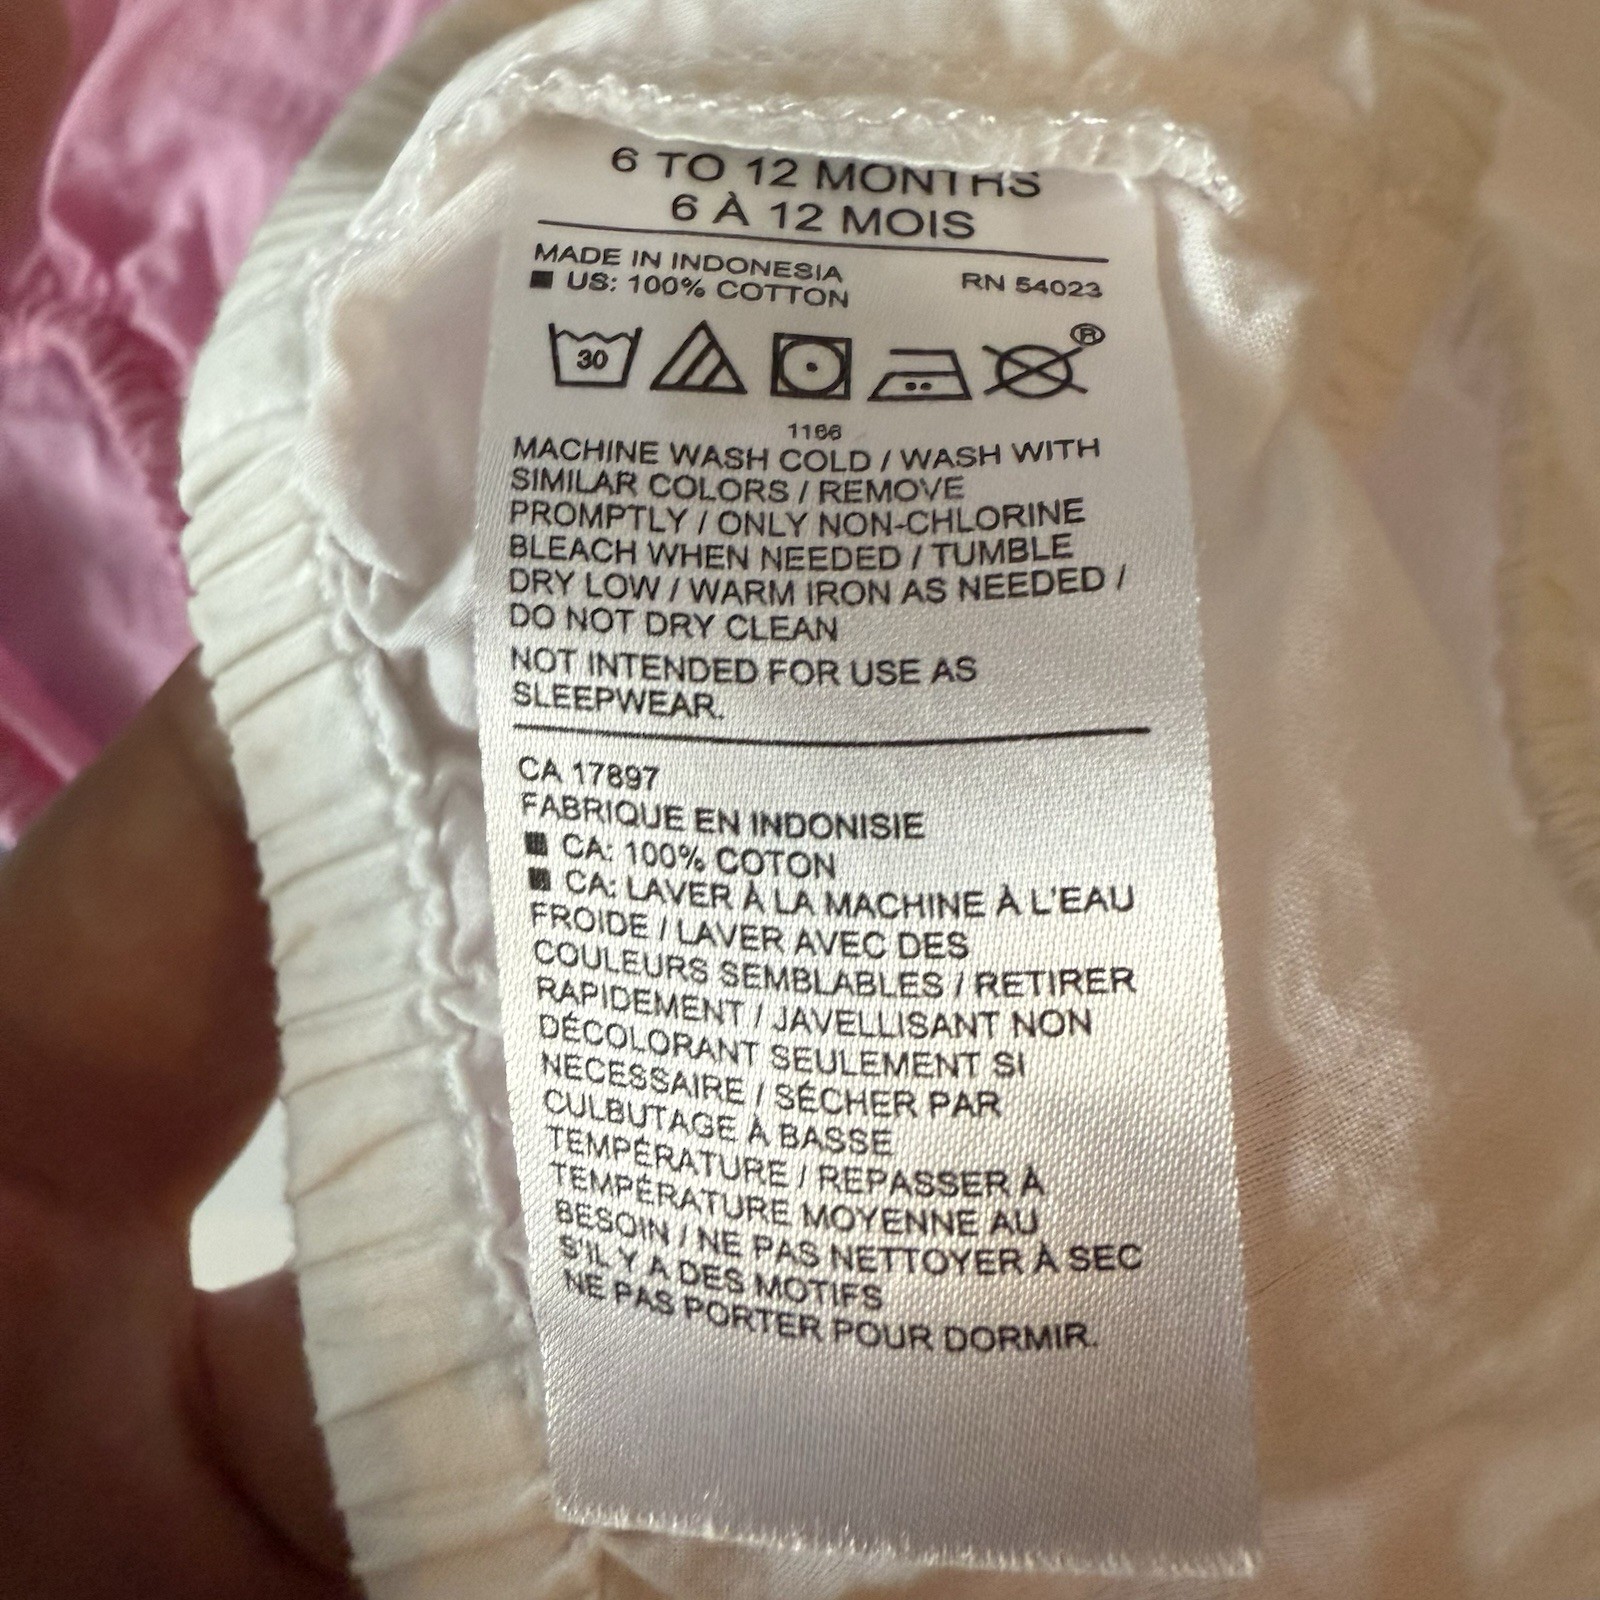 6 TO 12 MONTHS
6 À 12 MOIS
MADE IN INDONESIA RN 54023
US: 100% COTTON
30
®
1166
MACHINE WASH COLD / WASH WITH
SIMILAR COLORS / REMOVE
PROMPTLY / ONLY NON-CHLORINE
BLEACH WHEN NEEDED / TUMBLE
DRY LOW / WARM IRON AS NEEDED /
DO NOT DRY CLEAN
NOT INTENDED FOR USE AS
SLEEPWEAR.
CA 17897
FABRIQUE EN INDONISIE
CA: 100% COTON
CA: LAVER À LA MACHINE À L'EAU
FROIDE / LAVER AVEC DES
COULEURS SEMBLABLES / RETIRER
RAPIDEMENT / JAVELLISANT NON
DÉCOLORANT SEULEMENT SI
NECESSAIRE / SÉCHER PAR
CULBUTAGE À BASSE
TEMPÉRATURE / REPASSER À
TEMPÉRATURE MOYENNE AU
BESOIN / NE PAS NETTOYER À SEC
S'IL Y A DES MOTIFS
NE PAS PORTER POUR DORMIR.